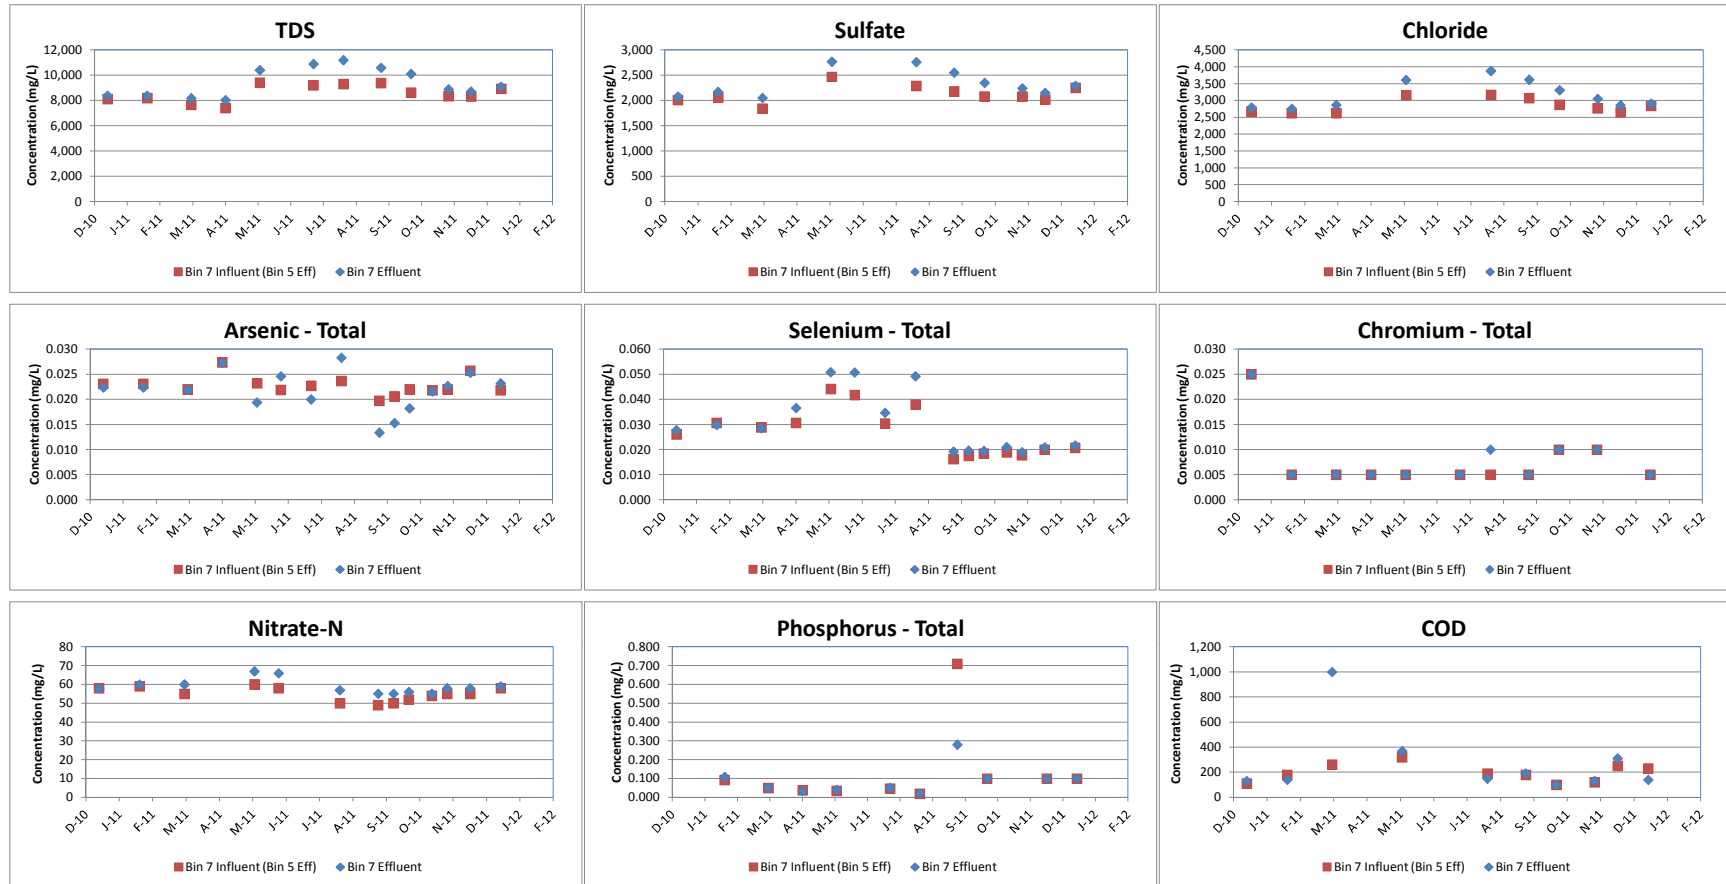 TDS
Concentration (mg/L)
12,000
10,000
8,000
6,000
4,000
2,000
0
D-10 J-11 F-11 M-11 A-11 M-11 J-11 J-11 A-11 S-11 O-11 N-11 D-11 J-12 F-12
Bin 7 Influent (Bin 5 Eff) Bin 7 Effluent
Sulfate
Concentration (mg/L)
3,000
2,500
2,000
1,500
1,000
500
0
D-10 J-11 F-11 M-11 A-11 M-11 J-11 J-11 A-11 S-11 O-11 N-11 D-11 J-12 F-12
Bin 7 Influent (Bin 5 Eff) Bin 7 Effluent
Chloride
Concentration (mg/L)
4,500
4,000
3,500
3,000
2,500
2,000
1,500
1,000
500
0
D-10 J-11 F-11 M-11 A-11 M-11 J-11 J-11 A-11 S-11 O-11 N-11 D-11 J-12 F-12
Bin 7 Influent (Bin 5 Eff) Bin 7 Effluent
Arsenic - Total
Concentration (mg/L)
0.030
0.025
0.020
0.015
0.010
0.005
0.000
D-10 J-11 F-11 M-11 A-11 M-11 J-11 J-11 A-11 S-11 O-11 N-11 D-11 J-12 F-12
Bin 7 Influent (Bin 5 Eff) Bin 7 Effluent
Selenium - Total
Concentration (mg/L)
0.060
0.050
0.040
0.030
0.020
0.010
0.000
D-10 J-11 F-11 M-11 A-11 M-11 J-11 J-11 A-11 S-11 O-11 N-11 D-11 J-12 F-12
Bin 7 Influent (Bin 5 Eff) Bin 7 Effluent
Chromium - Total
Concentration (mg/L)
0.030
0.025
0.020
0.015
0.010
0.005
0.000
D-10 J-11 F-11 M-11 A-11 M-11 J-11 J-11 A-11 S-11 O-11 N-11 D-11 J-12 F-12
Bin 7 Influent (Bin 5 Eff) Bin 7 Effluent
Nitrate-N
Concentration (mg/L)
80
70
60
50
40
30
20
10
0
D-10 J-11 F-11 M-11 A-11 M-11 J-11 J-11 A-11 S-11 O-11 N-11 D-11 J-12 F-12
Bin 7 Influent (Bin 5 Eff) Bin 7 Effluent
Phosphorus - Total
Concentration (mg/L)
0.800
0.700
0.600
0.500
0.400
0.300
0.200
0.100
0.000
D-10 J-11 F-11 M-11 A-11 M-11 J-11 J-11 A-11 S-11 O-11 N-11 D-11 J-12 F-12
Bin 7 Influent (Bin 5 Eff) Bin 7 Effluent
COD
Concentration (mg/L)
1,200
1,000
800
600
400
200
0
D-10 J-11 F-11 M-11 A-11 M-11 J-11 J-11 A-11 S-11 O-11 N-11 D-11 J-12 F-12
Bin 7 Influent (Bin 5 Eff) Bin 7 Effluent